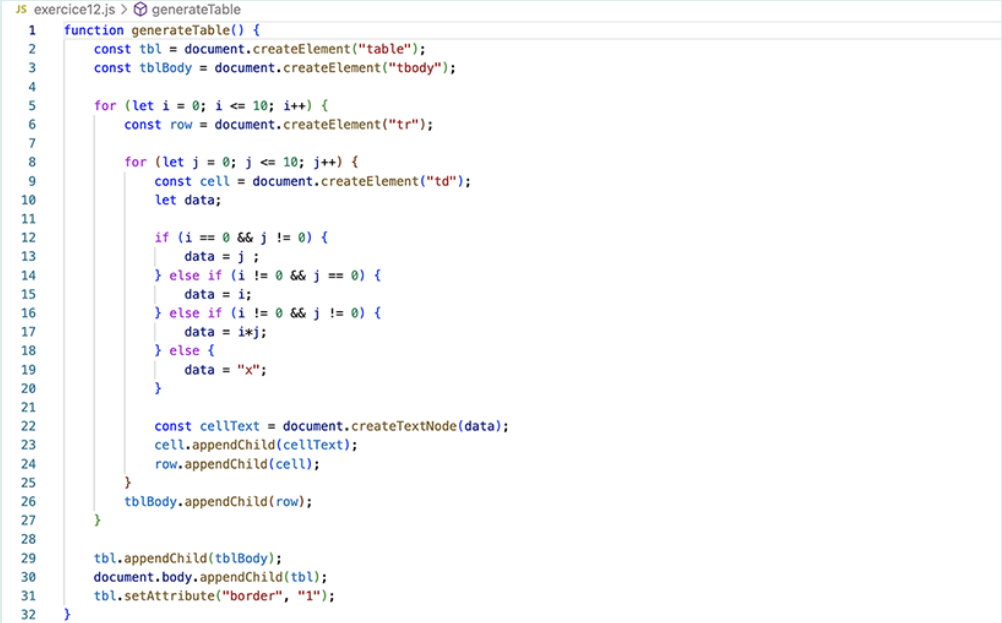 JS exercice12.js > generateTable
1 function generateTable() {
2     const tbl = document.createElement("table");
3     const tblBody = document.createElement("tbody");
4
5     for (let i = 0; i <= 10; i++) {
6         const row = document.createElement("tr");
7
8         for (let j = 0; j <= 10; j++) {
9             const cell = document.createElement("td");
10             let data;
11
12             if (i == 0 && j != 0) {
13                 data = j ;
14             } else if (i != 0 && j == 0) {
15                 data = i;
16             } else if (i != 0 && j != 0) {
17                 data = i*j;
18             } else {
19                 data = "x";
20             }
21
22             const cellText = document.createTextNode(data);
23             cell.appendChild(cellText);
24             row.appendChild(cell);
25         }
26         tblBody.appendChild(row);
27     }
28
29     tbl.appendChild(tblBody);
30     document.body.appendChild(tbl);
31     tbl.setAttribute("border", "1");
32 }